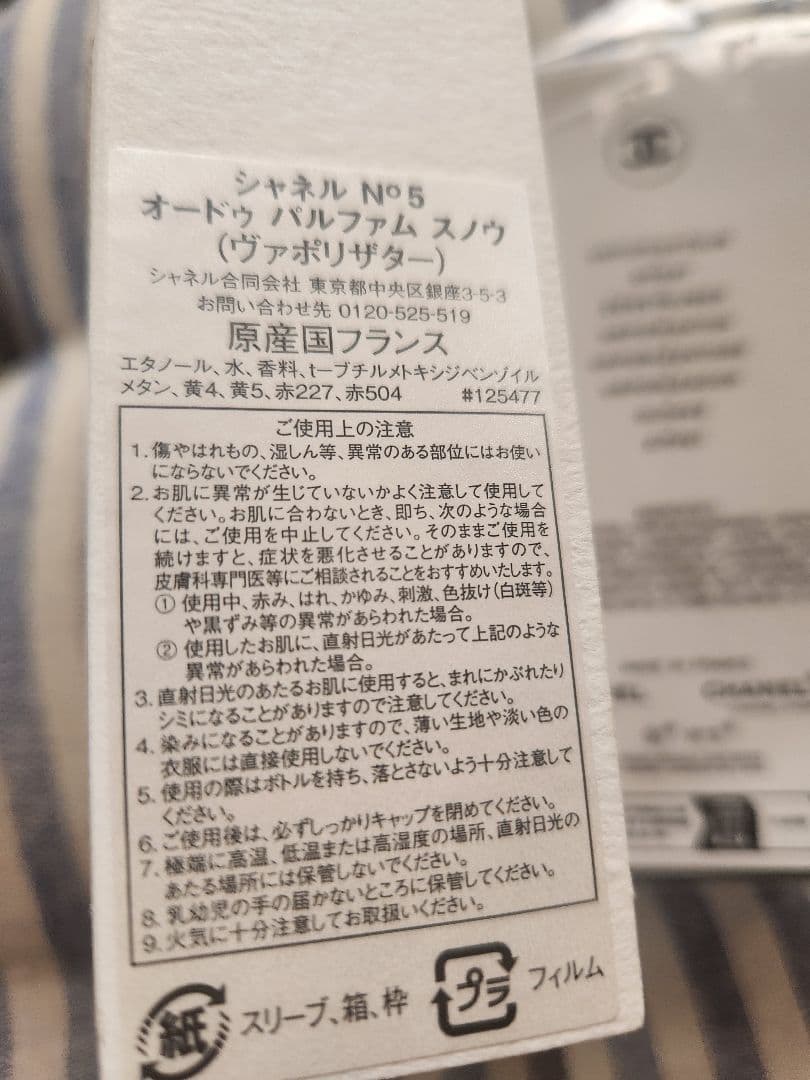 シャネル Nº5
オードゥ パルファム スノウ
(ヴァポリザター)
シャネル合同会社 東京都中央区銀座3-5-3
お問い合わせ先 0120-525-519
原産国フランス
エタノール、水、香料、t-ブチルメトキシジベンゾイル
メタン、黄4、黄5、赤227、赤504 #125477
ご使用上の注意
1. 傷やはれもの、湿しん等、異常のある部位にはお使い
にならないでください。
2. お肌に異常が生じていないかよく注意して使用して
ください。お肌に合わないとき、即ち、次のような場合
には、ご使用を中止してください。そのままご使用を
続けますと、症状を悪化させることがありますので、
皮膚科専門医等にご相談されることをおすすめいたします。
① 使用中、赤み、はれ、かゆみ、刺激、色抜け(白斑等)
や黒ずみ等の異常があらわれた場合。
② 使用したお肌に、直射日光があたって上記のような
異常があらわれた場合。
3. 直射日光のあたるお肌に使用すると、まれにかぶれたり
シミになることがありますので注意してください。
4. 染みになることがありますので、薄い生地や淡い色の
衣服には直接使用しないでください。
5. 使用の際はボトルを持ち、落とさないよう十分注意して
ください。
6. ご使用後は、必ずしっかりキャップを閉めてください。
7. 極端に高温、低温または高湿度の場所、直射日光の
あたる場所には保管しないでください。
8. 乳幼児の手の届かないところに保管してください。
9. 火気に十分注意してお取扱いください。
紙 スリーブ、箱、枠 プラ フィルム
CHANEL